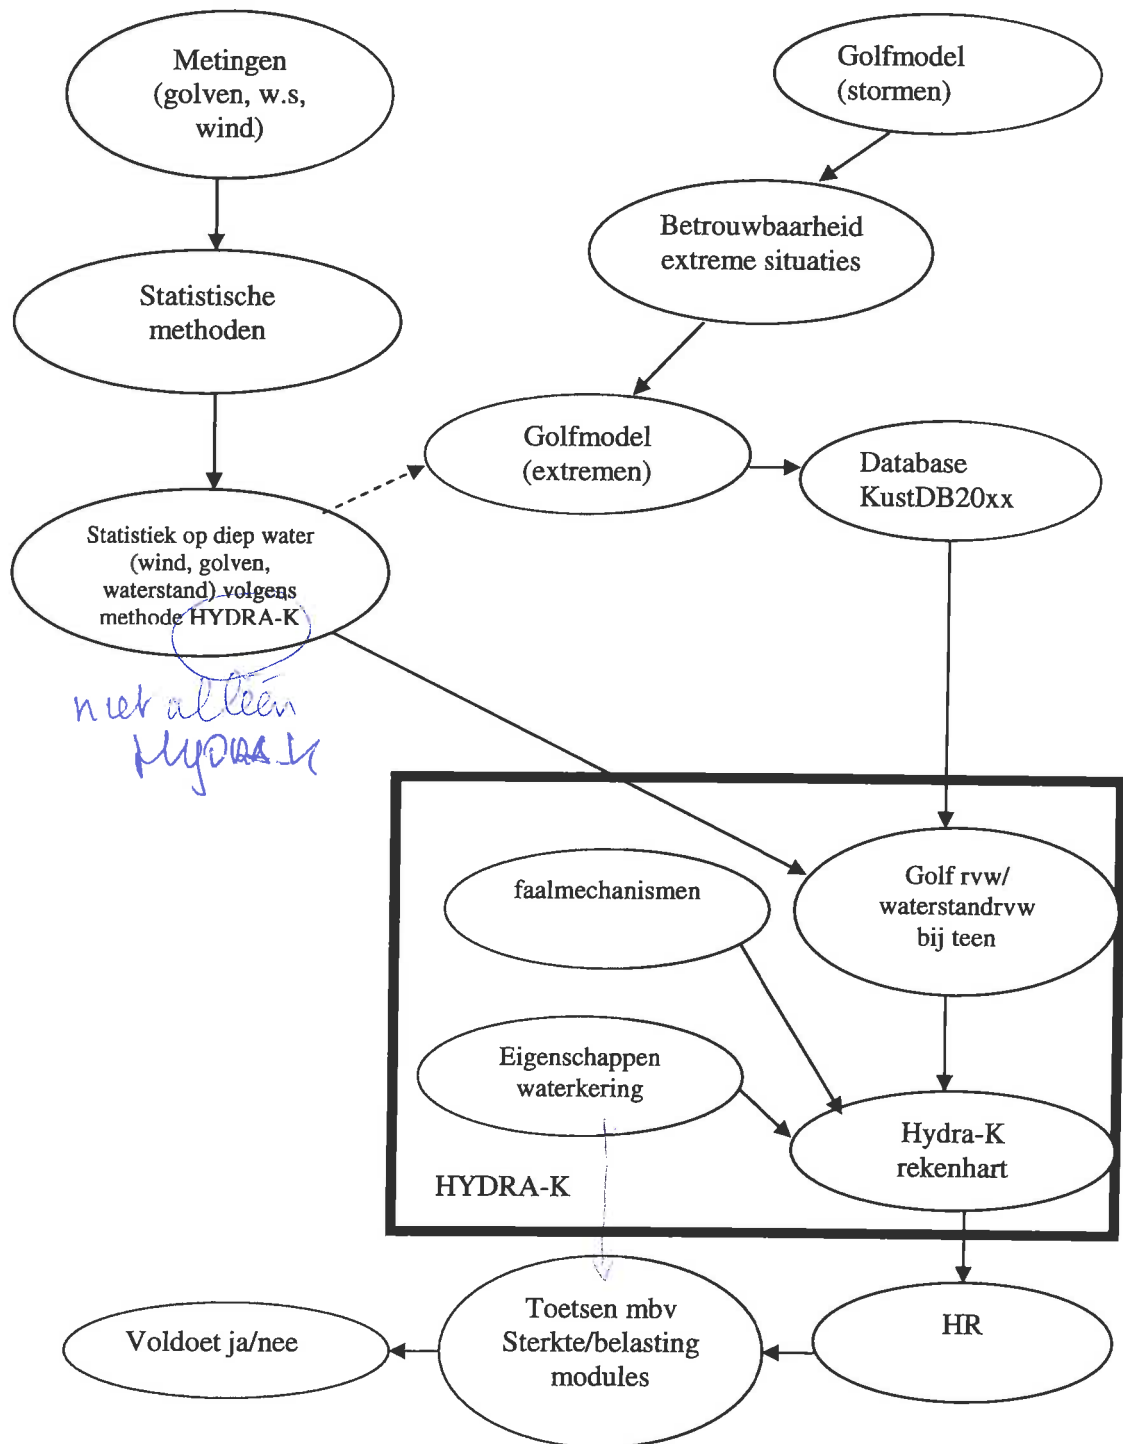 Metingen
(golven, w.s,
wind)
Golfmodel
(stormen)
Betrouwbaarheid
extreme situaties
Statistische
methoden
Golfmodel
(extremen)
Database
KustDB20xx
Statistiek op diep water
(wind, golven,
waterstand) volgens
methode HYDRA-K
niet alléén
HYDRA-K
Golf rvw/
waterstandrvw
bij teen
faalmechanismen
Eigenschappen
waterkering
Hydra-K
rekenhart
HYDRA-K
Toetsen mbv
Sterkte/belasting
modules
HR
Voldoet ja/nee